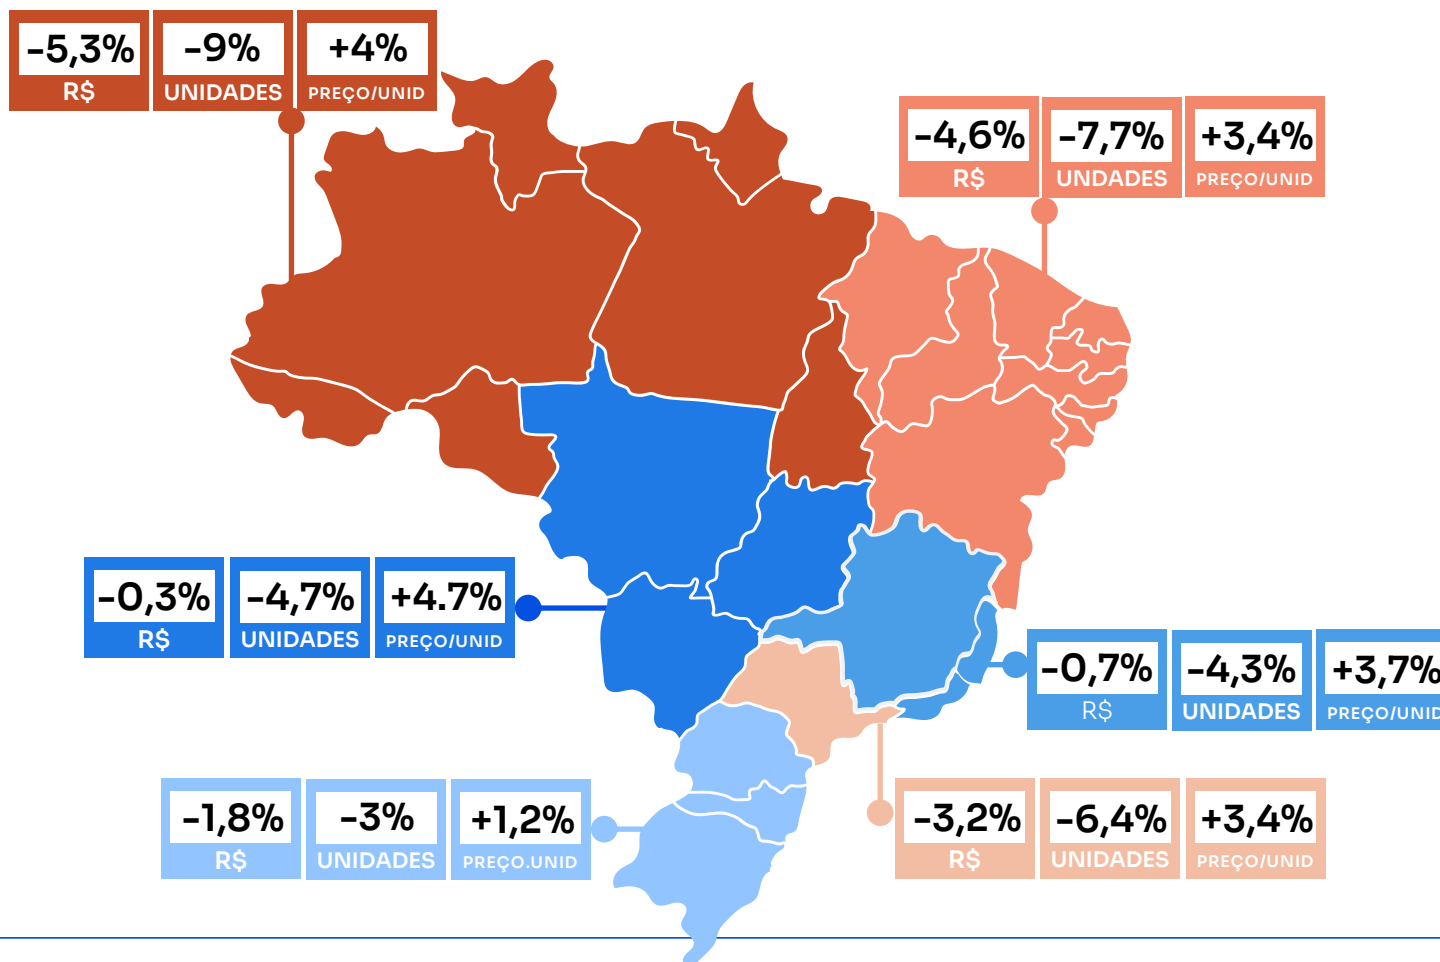 -5,3% -9% +4%
R$ UNIDADES PREÇO/UNID
-4,6% -7,7% +3,4%
R$ UNDADES PREÇO/UNID
-0,3% -4,7% +4.7%
R$ UNIDADES PREÇO/UNID
-0,7% -4,3% +3,7%
R$ UNIDADES PREÇO/UNID
-1,8% -3% +1,2%
R$ UNIDADES PREÇO.UNID
-3,2% -6,4% +3,4%
R$ UNIDADES PREÇO/UNID